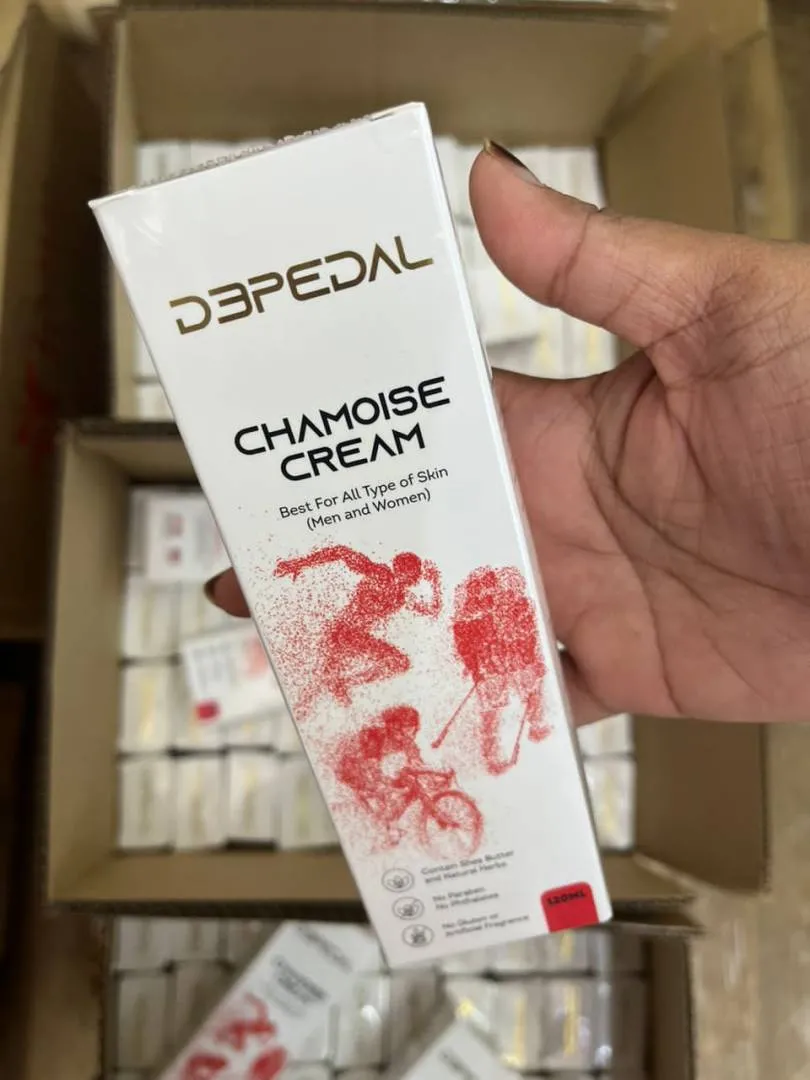 D3PEDAL
CHAMOISE
CREAM
Best For All Type of Skin
(Men and Women)
Contain Shea Butter
and Natural Herbs
No Paraben
No Phthalates
No Gluten or
Artificial Fragrance
120ML